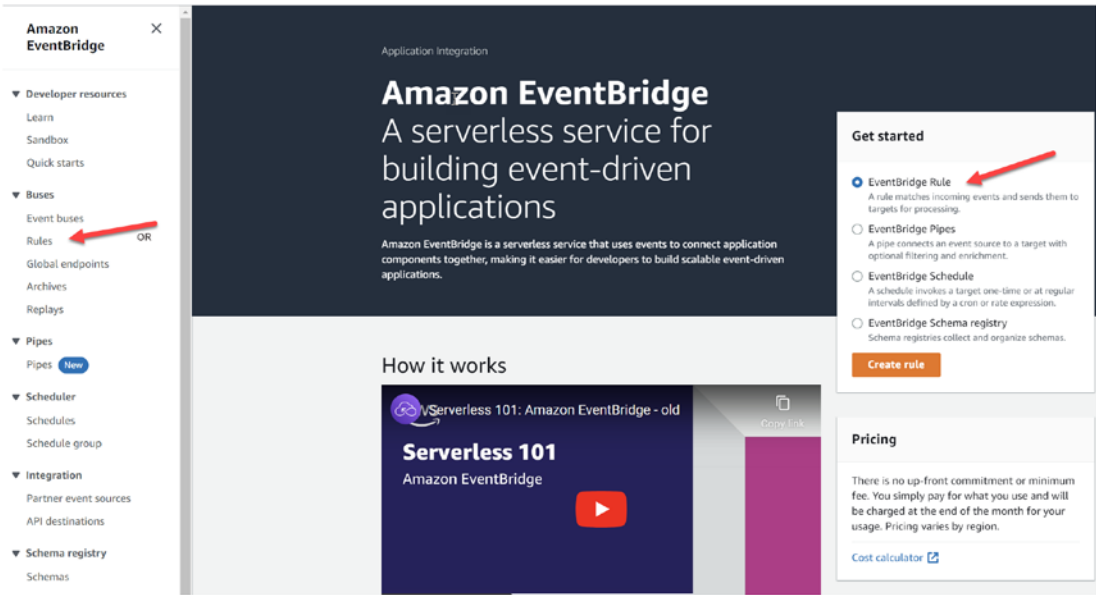 Amazon
EventBridge
Developer resources
Learn
Sandbox
Quick starts
Buses
Event buses
Rules
OR
Global endpoints
Archives
Replays
Pipes
Pipes New
Scheduler
Schedules
Schedule group
Integration
Partner event sources
API destinations
Schema registry
Schemas
Application Integration
Amazon EventBridge
A serverless service for
building event-driven
applications
Amazon EventBridge is a serverless service that uses events to connect application
components together, making it easier for developers to build scalable event-driven
applications.
Get started
EventBridge Rule
A rule matches incoming events and sends them to
targets for processing.
EventBridge Pipes
A pipe connects an event source to a target with
optional filtering and enrichment.
EventBridge Schedule
A schedule invokes a target one-time or at regular
intervals defined by a cron or rate expression.
EventBridge Schema registry
Schema registries collect and organize schemas.
Create rule
How it works
Serverless 101: Amazon EventBridge - old
Copy link
Serverless 101
Amazon EventBridge
Pricing
There is no up-front commitment or minimum
fee. You simply pay for what you use and will
be charged at the end of the month for your
usage. Pricing varies by region.
Cost calculator